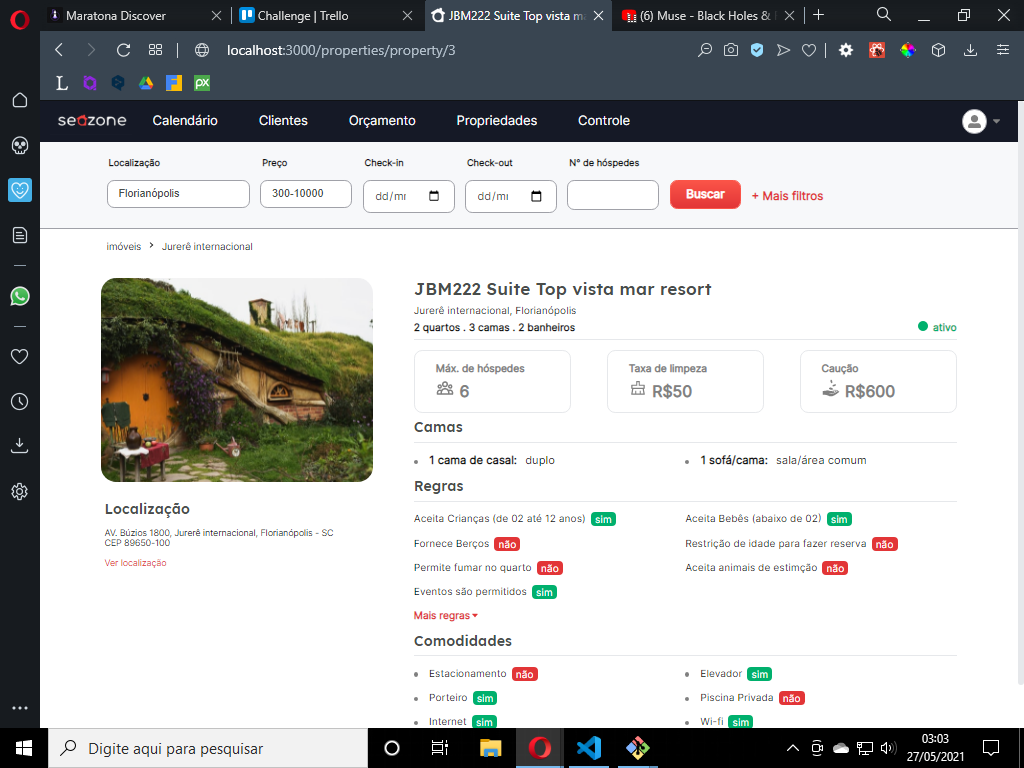 Maratona Discover
Challenge | Trello
JBM222 Suite Top vista m
(6) Muse - Black Holes &
localhost:3000/properties/property/3
L
px
seazone
Calendário
Clientes
Orçamento
Propriedades
Controle
Localização
Preço
Check-in
Check-out
Nº de hóspedes
Florianópolis
300-10000
dd/mm
dd/mm
Buscar
+ Mais filtros
imóveis > Jurerê internacional
JBM222 Suite Top vista mar resort
Jurerê internacional, Florianópolis
2 quartos . 3 camas . 2 banheiros
ativo
Máx. de hóspedes
6
Taxa de limpeza
R$50
Caução
R$600
Camas
1 cama de casal: duplo
1 sofá/cama: sala/área comum
Regras
Aceita Crianças (de 02 até 12 anos) sim
Aceita Bebês (abaixo de 02) sim
Fornece Berços não
Restrição de idade para fazer reserva não
Permite fumar no quarto não
Aceita animais de estimção não
Eventos são permitidos sim
Mais regras
Comodidades
Estacionamento não
Elevador sim
Porteiro sim
Piscina Privada não
Internet sim
Wi-fi sim
Localização
AV. Búzios 1800, Jurerê internacional, Florianópolis - SC
CEP 89650-100
Ver localização
Digite aqui para pesquisar
03:03
27/05/2021